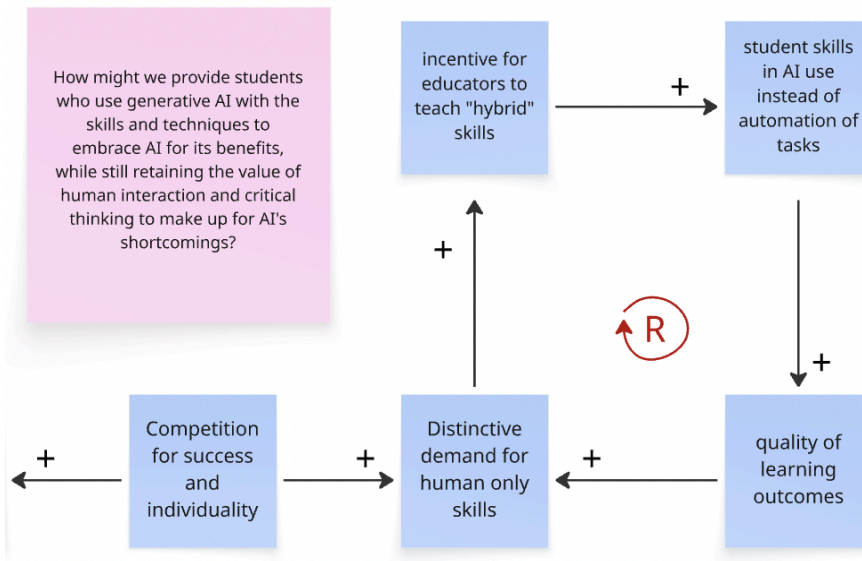 How might we provide students
who use generative AI with the
skills and techniques to
embrace AI for its benefits,
while still retaining the value of
human interaction and critical
thinking to make up for AI's
shortcomings?
incentive for
educators to
teach "hybrid"
skills
+
student skills
in AI use
instead of
automation of
tasks
+
R
+
+
Competition
for success
and
individuality
+
Distinctive
demand for
human only
skills
+
quality of
learning
outcomes